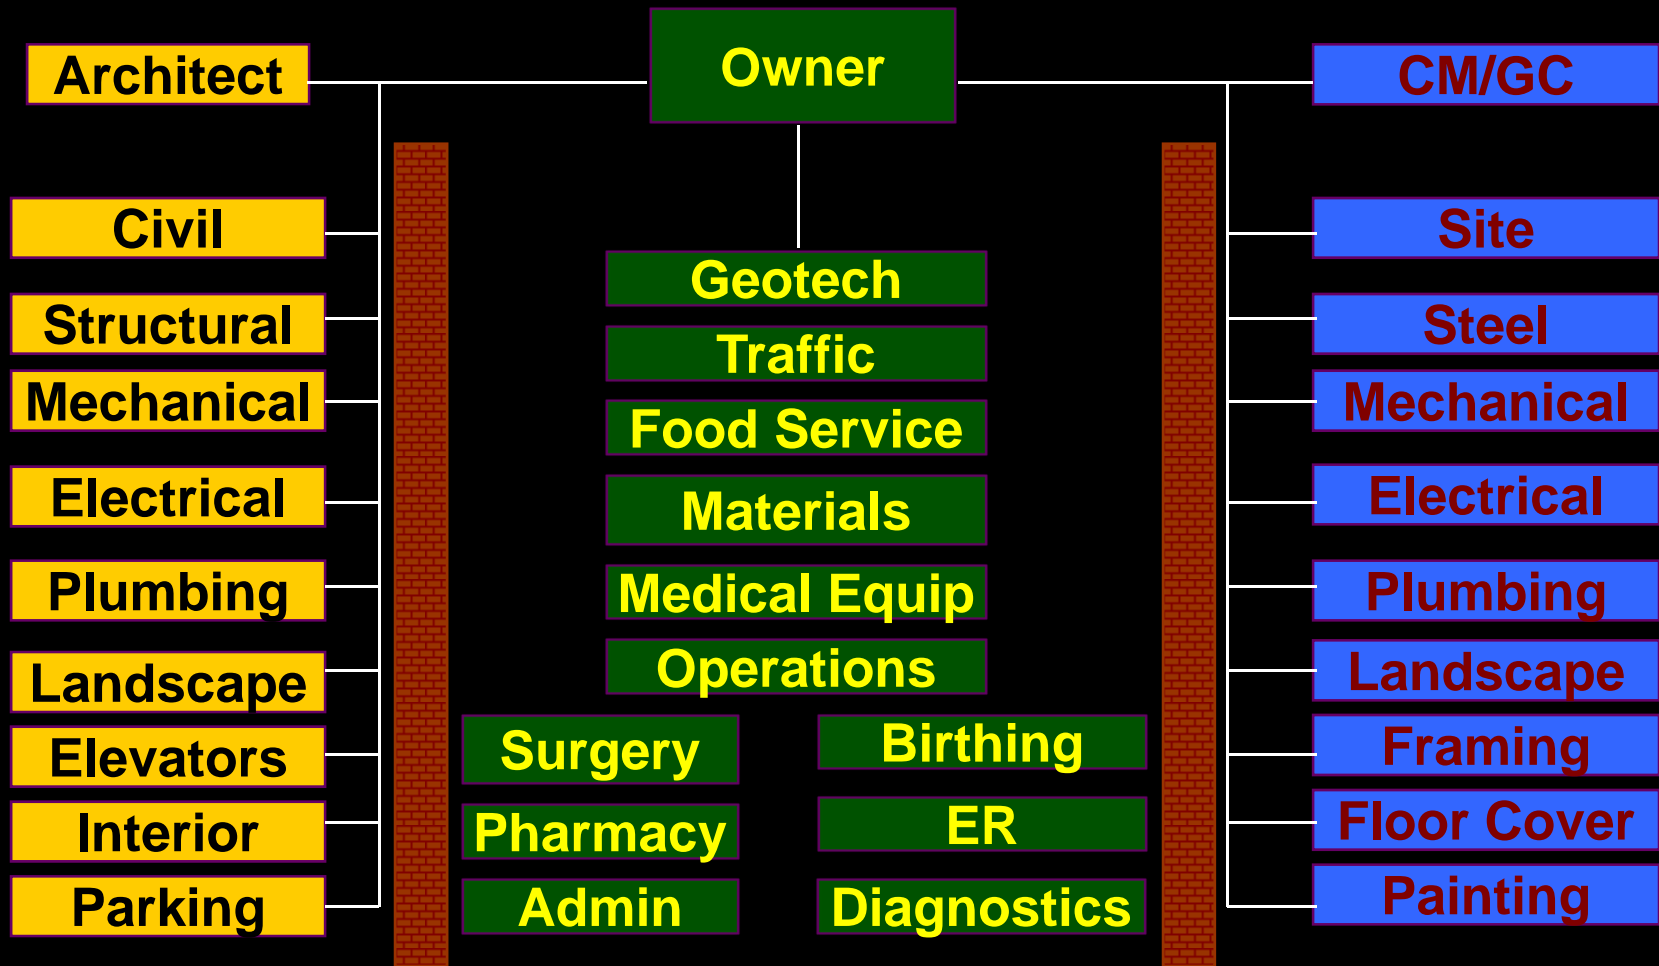 Architect
Owner
CM/GC
Civil
Structural
Mechanical
Electrical
Plumbing
Landscape
Elevators
Interior
Parking
Geotech
Traffic
Food Service
Materials
Medical Equip
Operations
Surgery
Birthing
Pharmacy
ER
Admin
Diagnostics
Site
Steel
Mechanical
Electrical
Plumbing
Landscape
Framing
Floor Cover
Painting